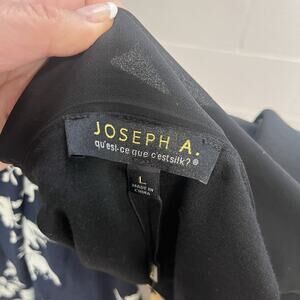 JOSEPH A.
qu'est-ce que c'estsilk?®
L
MADE IN
CHINA